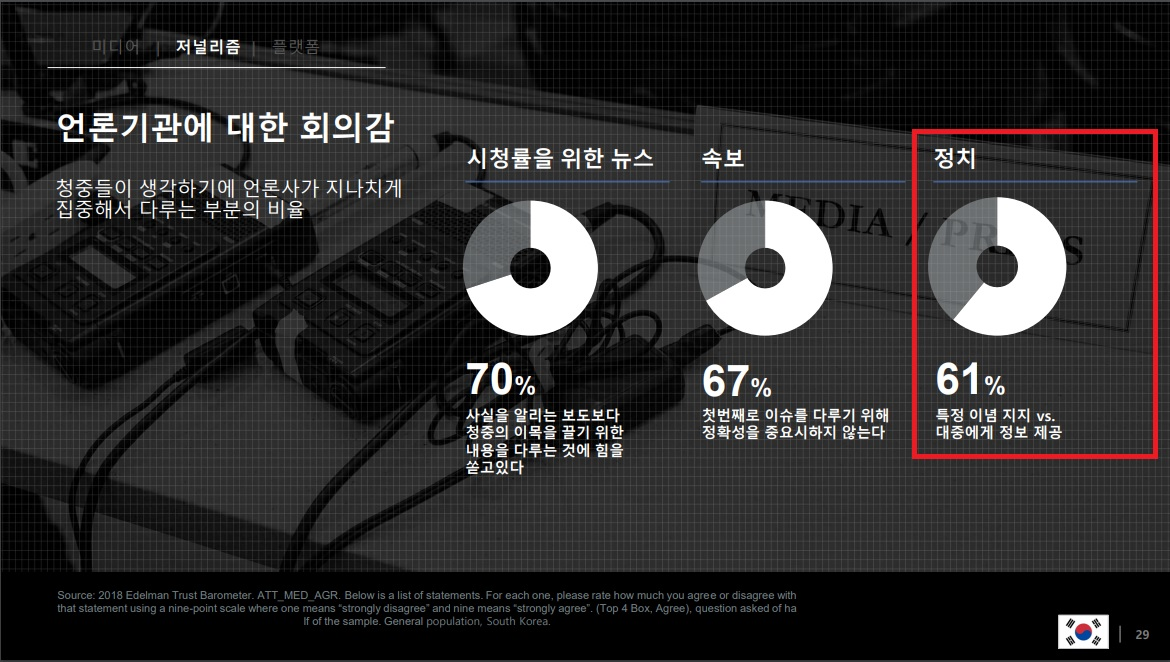 미디어 | 저널리즘 | 플랫폼
언론기관에 대한 회의감
청중들이 생각하기에 언론사가 지나치게
집중해서 다루는 부분의 비율
시청률을 위한 뉴스
70%
사실을 알리는 보도보다
청중의 이목을 끌기 위한
내용을 다루는 것에 힘을
쏟고있다
속보
67%
첫번째로 이슈를 다루기 위해
정확성을 중요시하지 않는다
정치
61%
특정 이념 지지 vs.
대중에게 정보 제공
MEDIA / PRESS
Source: 2018 Edelman Trust Barometer. ATT_MED_AGR. Below is a list of statements. For each one, please rate how much you agree or disagree with
that statement using a nine-point scale where one means “strongly disagree” and nine means “strongly agree”. (Top 4 Box, Agree), question asked of ha
lf of the sample. General population, South Korea.
| 29